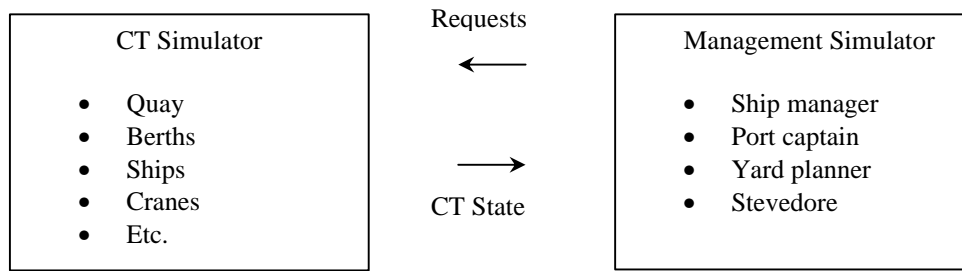 CT Simulator
• Quay
• Berths
• Ships
• Cranes
• Etc.
Requests
CT State
Management Simulator
• Ship manager
• Port captain
• Yard planner
• Stevedore